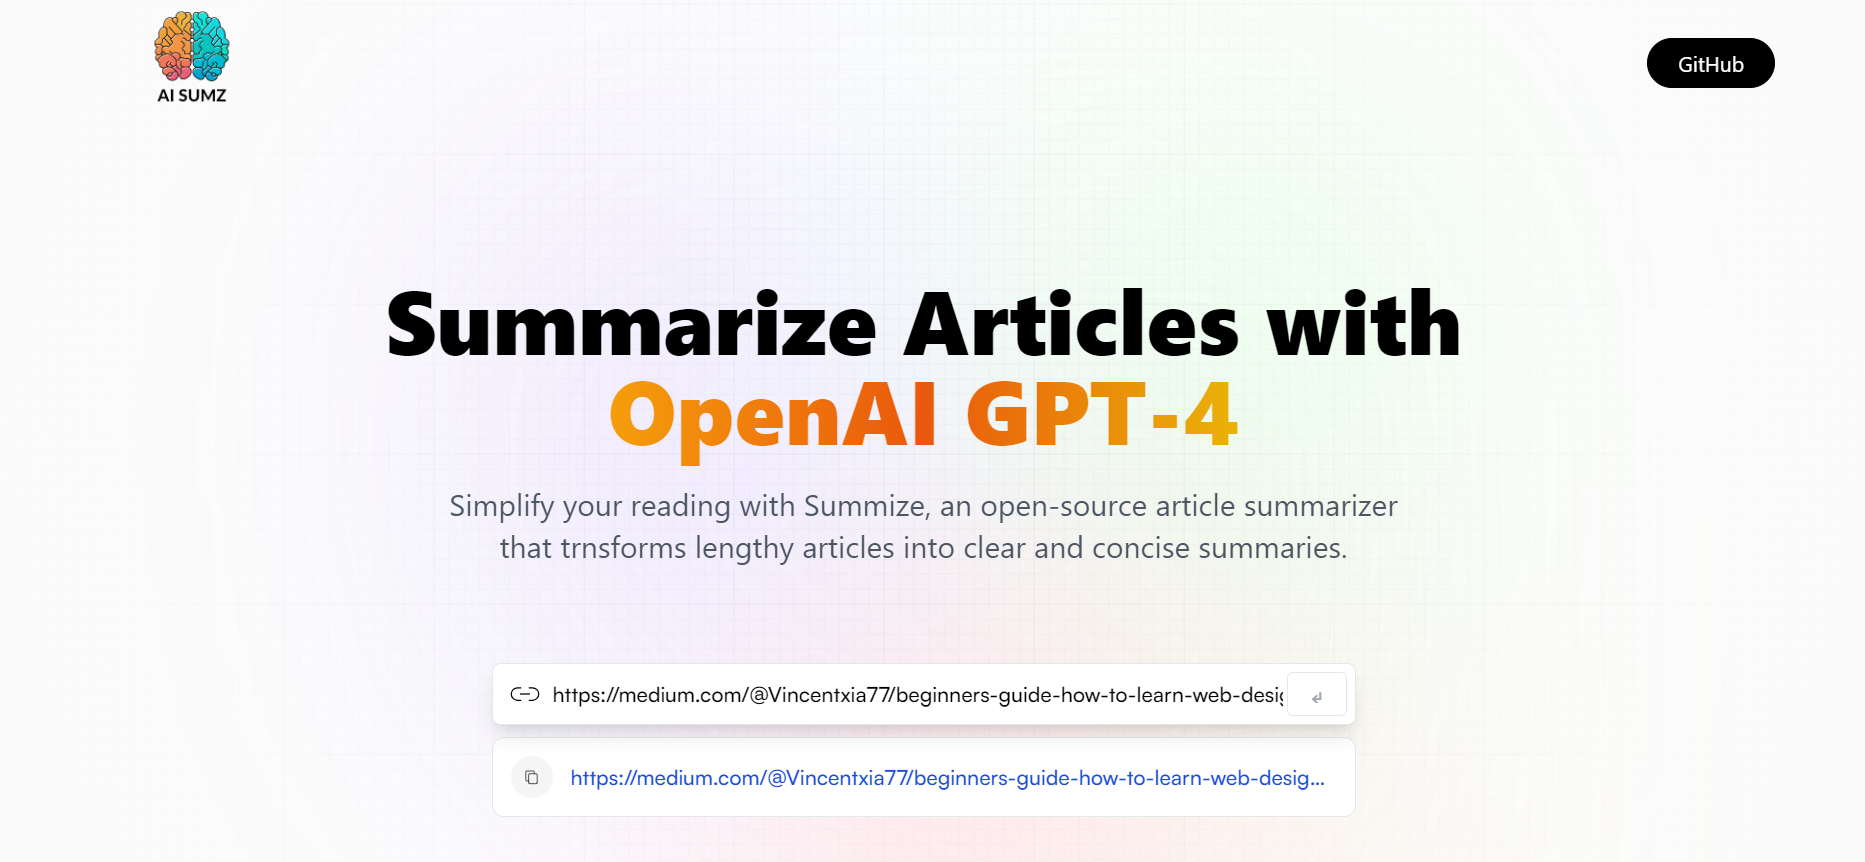 AI SUMZ
GitHub
Summarize Articles with
OpenAI GPT-4
Simplify your reading with Summize, an open-source article summarizer
that trnsforms lengthy articles into clear and concise summaries.
https://medium.com/@Vincentxia77/beginners-guide-how-to-learn-web-desig
https://medium.com/@Vincentxia77/beginners-guide-how-to-learn-web-desig...